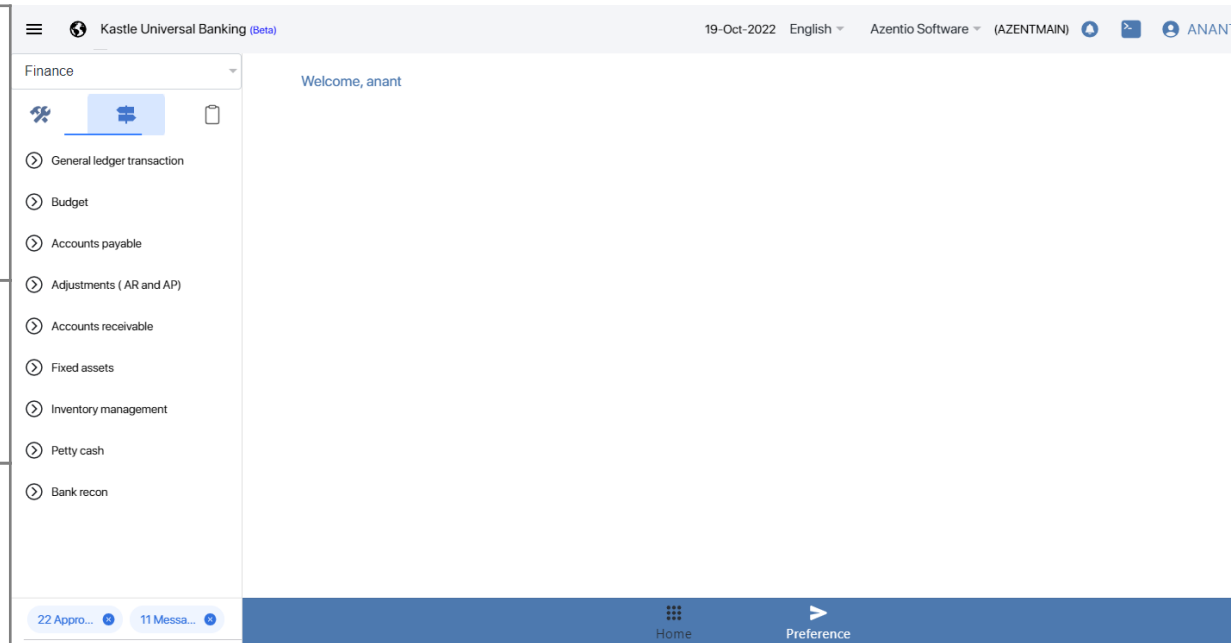 Kastle Universal Banking (Beta)
19-Oct-2022 English Azentio Software (AZENTMAIN) ANANT
Finance
Welcome, anant
General ledger transaction
Budget
Accounts payable
Adjustments ( AR and AP)
Accounts receivable
Fixed assets
Inventory management
Petty cash
Bank recon
22 Appro... 11 Messa...
Home Preference